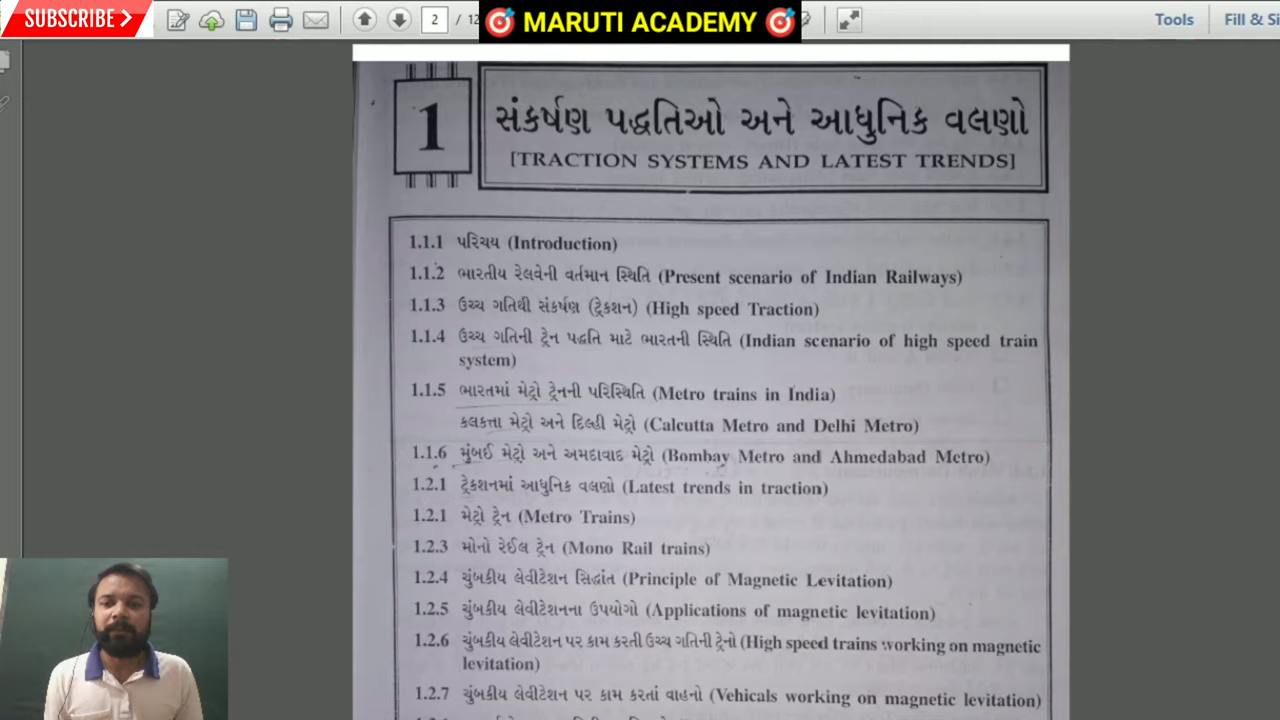 SUBSCRIBE
2 / 12
🎯 MARUTI ACADEMY 🎯
Tools
Fill & Si
1
સંકર્ષણ પદ્ધતિઓ અને આધુનિક વલણો
[TRACTION SYSTEMS AND LATEST TRENDS]
1.1.1 પરિચય (Introduction)
1.1.2 ભારતીય રેલવેની વર્તમાન સ્થિતિ (Present scenario of Indian Railways)
1.1.3 ઉચ્ચ ગતિથી સંકર્ષણ (ટ્રેકશન) (High speed Traction)
1.1.4 ઉચ્ચ ગતિની ટ્રેન પદ્ધતિ માટે ભારતની સ્થિતિ (Indian scenario of high speed train
system)
1.1.5 ભારતમાં મેટ્રો ટ્રેનની પરિસ્થિતિ (Metro trains in India)
કલકત્તા મેટ્રો અને દિલ્હી મેટ્રો (Calcutta Metro and Delhi Metro)
1.1.6 મુંબઈ મેટ્રો અને અમદાવાદ મેટ્રો (Bombay Metro and Ahmedabad Metro)
1.2.1 ટ્રેકશનમાં આધુનિક વલણો (Latest trends in traction)
1.2.1 મેટ્રો ટ્રેન (Metro Trains)
1.2.3 મોનો રેઈલ ટ્રેન (Mono Rail trains)
1.2.4 ચુંબકીય લેવીટેશન સિદ્ધાંત (Principle of Magnetic Levitation)
1.2.5 ચુંબકીય લેવીટેશનના ઉપયોગો (Applications of magnetic levitation)
1.2.6 ચુંબકીય લેવીટેશન પર કામ કરતી ઉચ્ચ ગતિની ટ્રેનો (High speed trains working on magnetic
levitation)
1.2.7 ચુંબકીય લેવીટેશન પર કામ કરતાં વાહનો (Vehicals working on magnetic levitation)